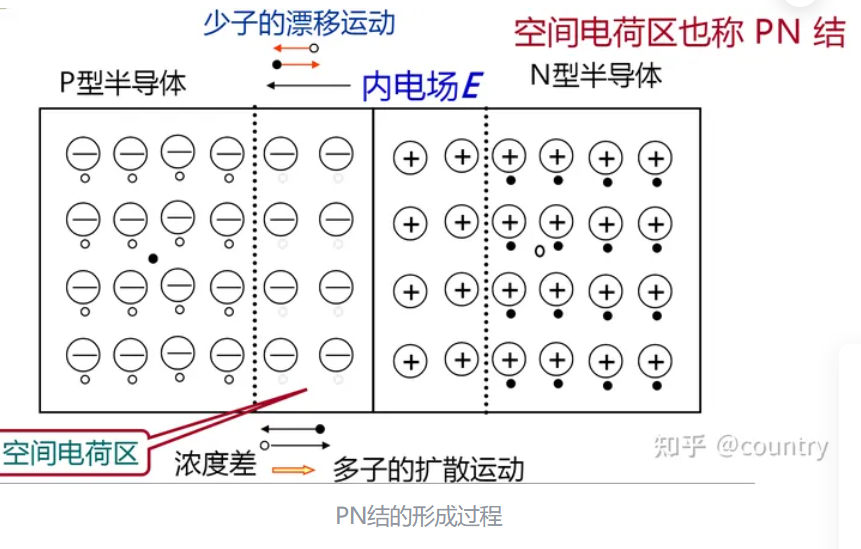 少子的漂移运动
空间电荷区也称 PN 结
P型半导体
内电场E
N型半导体
空间电荷区
浓度差
多子的扩散运动
知乎 @country
PN结的形成过程